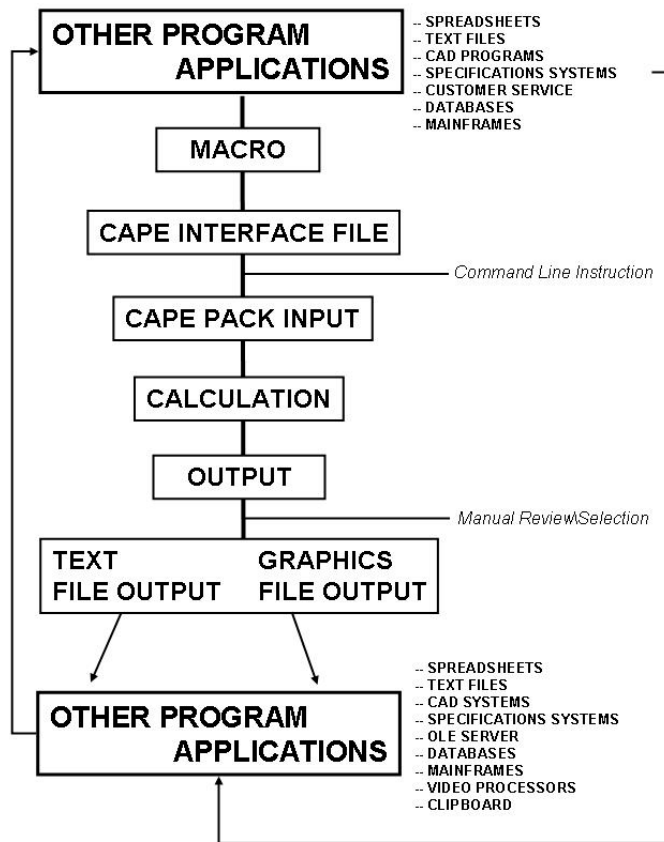 OTHER PROGRAM
APPLICATIONS
-- SPREADSHEETS
-- TEXT FILES
-- CAD PROGRAMS
-- SPECIFICATIONS SYSTEMS
-- CUSTOMER SERVICE
-- DATABASES
-- MAINFRAMES
MACRO
CAPE INTERFACE FILE
Command Line Instruction
CAPE PACK INPUT
CALCULATION
OUTPUT
Manual Review\Selection
TEXT
FILE OUTPUT
GRAPHICS
FILE OUTPUT
OTHER PROGRAM
APPLICATIONS
-- SPREADSHEETS
-- TEXT FILES
-- CAD SYSTEMS
-- SPECIFICATIONS SYSTEMS
-- OLE SERVER
-- DATABASES
-- MAINFRAMES
-- VIDEO PROCESSORS
-- CLIPBOARD